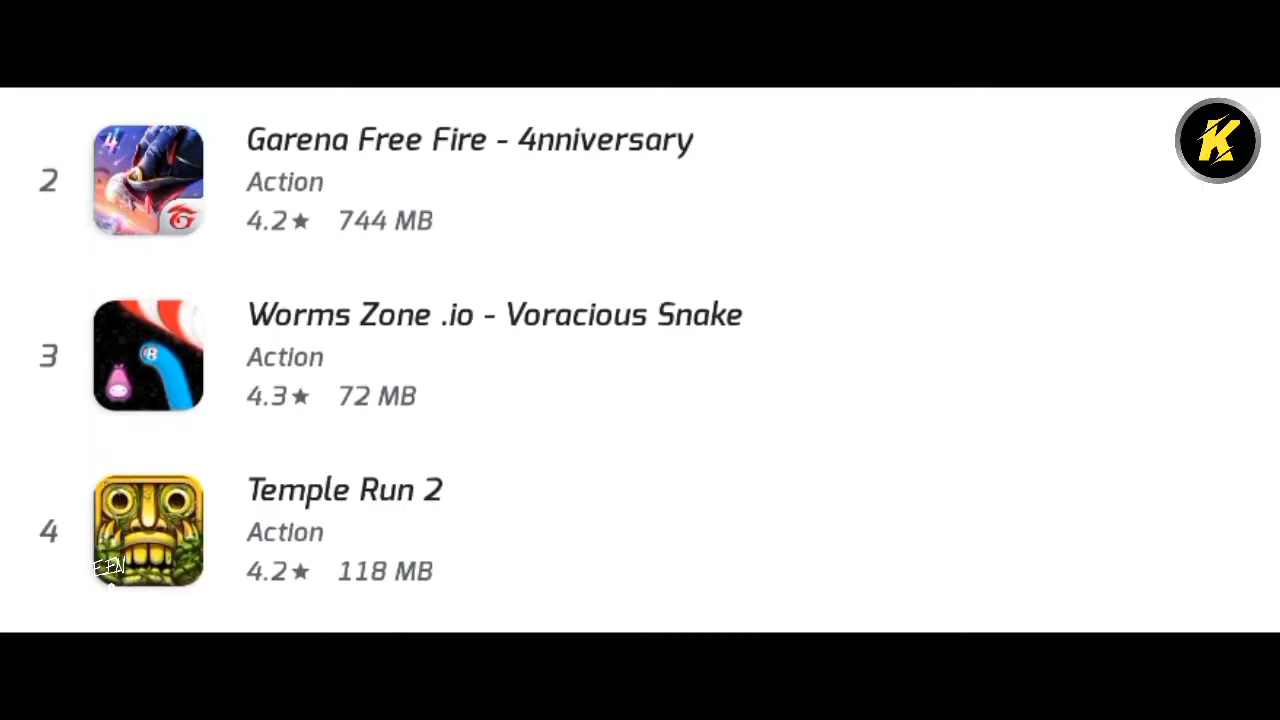 2
Garena Free Fire - 4nniversary
Action
4.2★ 744 MB
3
Worms Zone .io - Voracious Snake
Action
4.3★ 72 MB
4
Temple Run 2
Action
4.2★ 118 MB
K
4
G